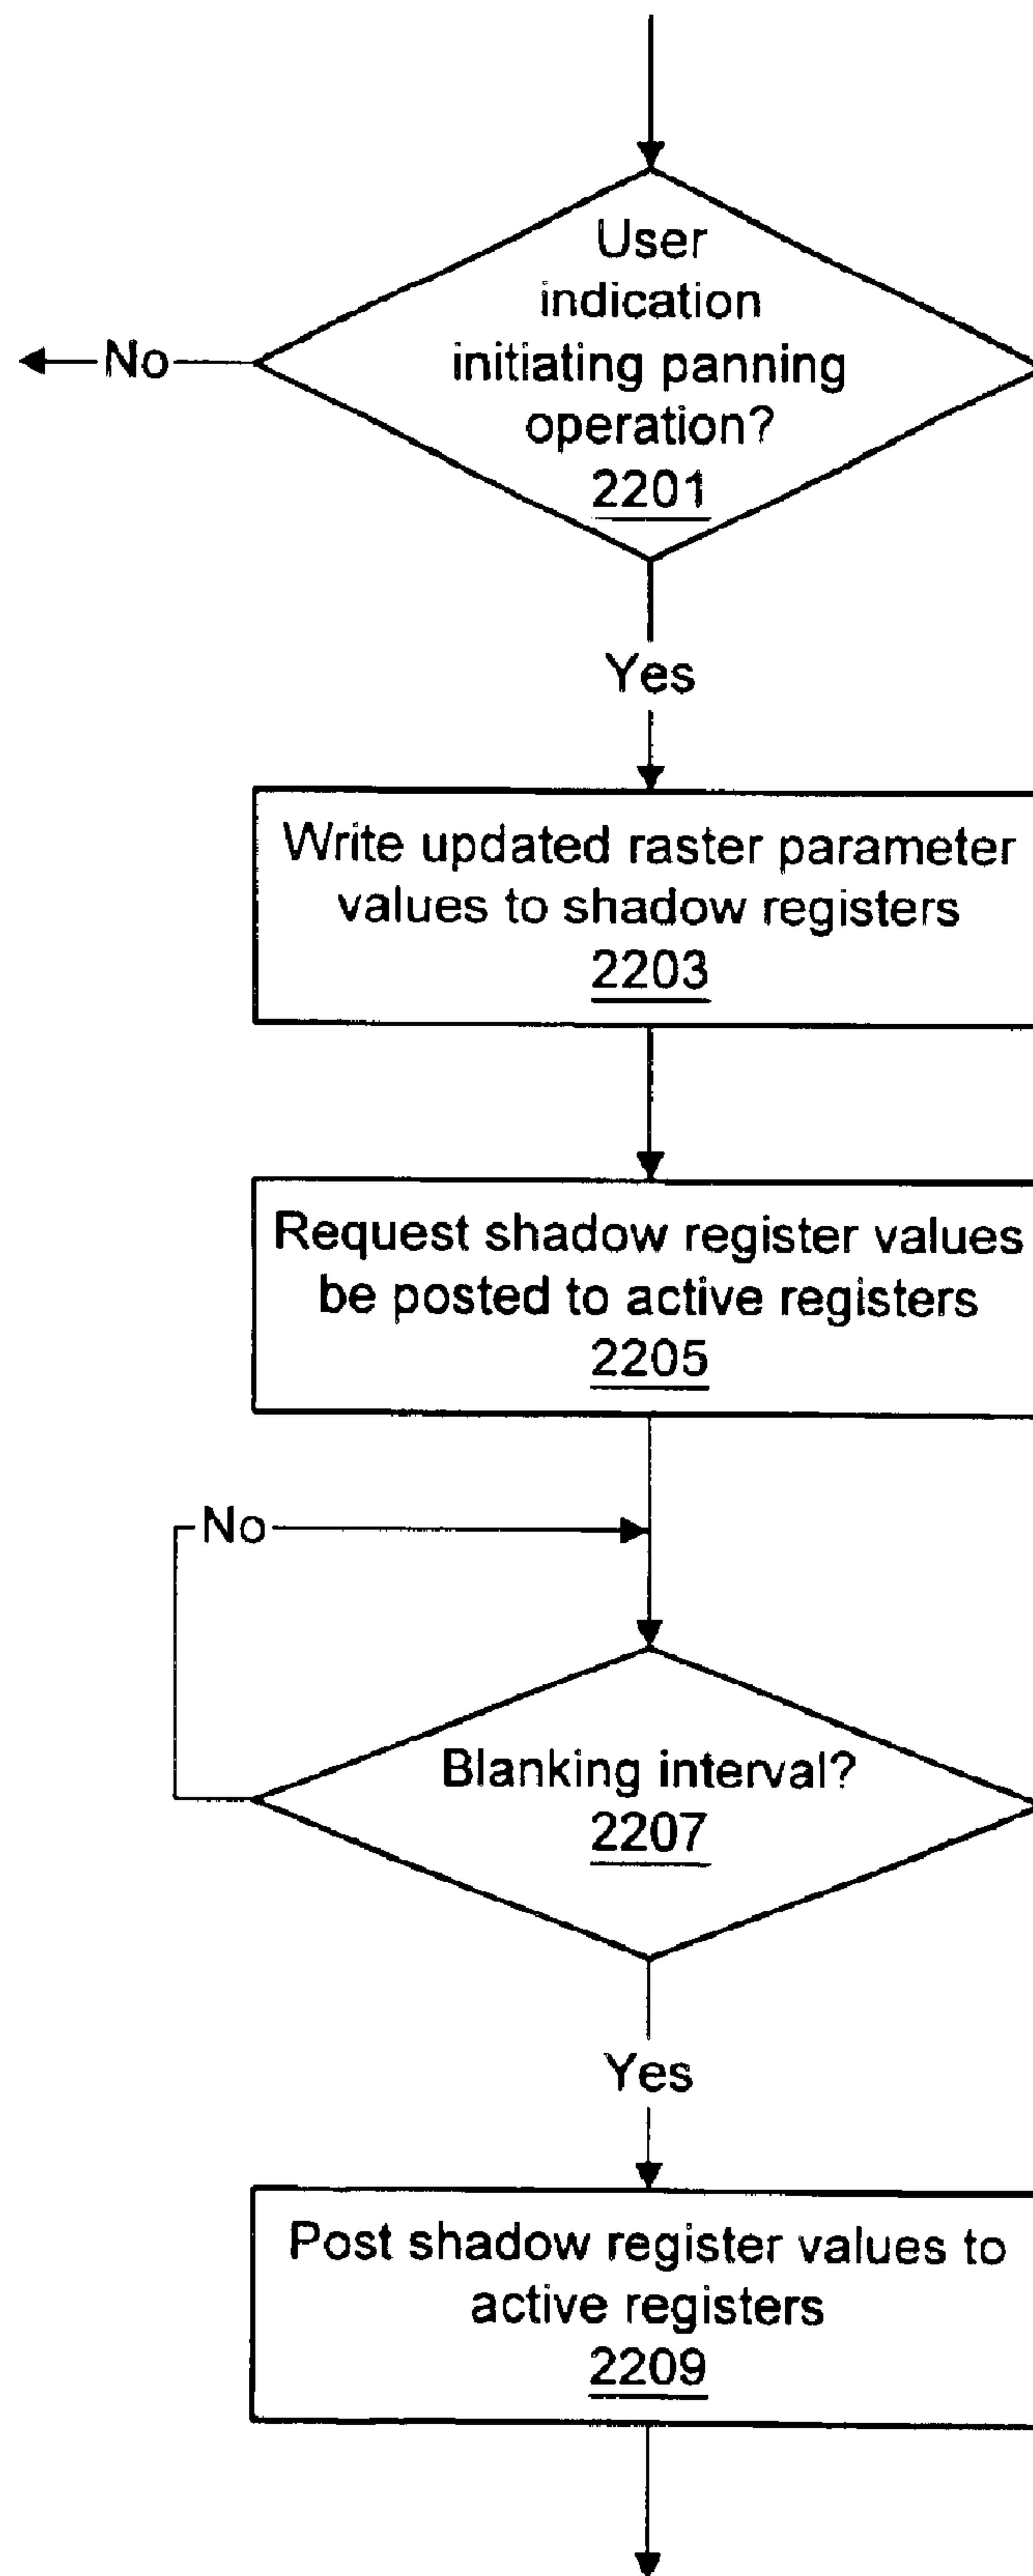 User
indication
initiating panning
operation?
2201
No
Yes
Write updated raster parameter
values to shadow registers
2203
Request shadow register values
be posted to active registers
2205
No
Blanking interval?
2207
Yes
Post shadow register values to
active registers
2209